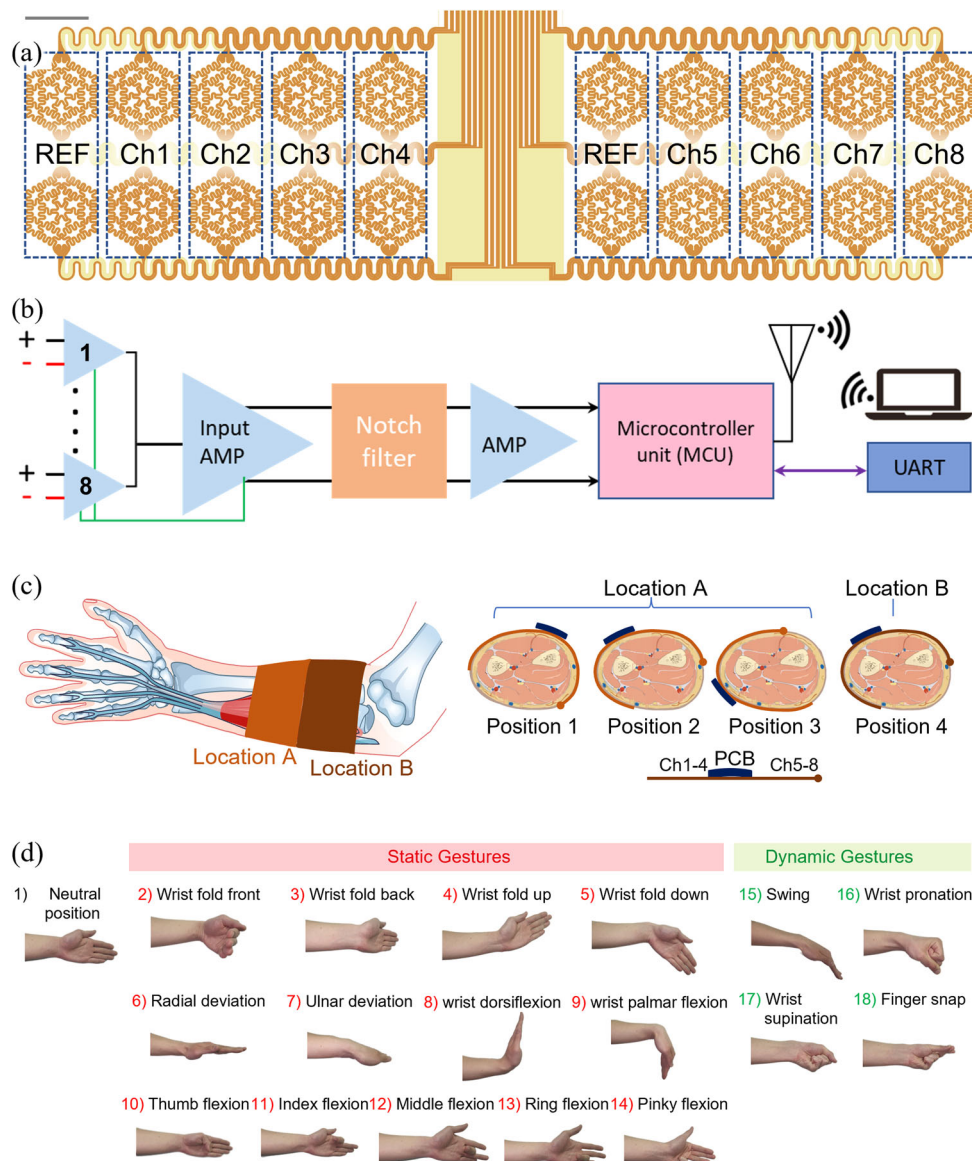 (a)
REF Ch1 Ch2 Ch3 Ch4 REF Ch5 Ch6 Ch7 Ch8
(b)
+
-
1
+
-
8
Input
AMP
Notch
filter
AMP
Microcontroller
unit (MCU)
UART
(c)
Location A
Location B
Location A
Location B
Position 1
Position 2
Position 3
Position 4
Ch1-4
PCB
Ch5-8
(d)
Static Gestures
Dynamic Gestures
1) Neutral
position
2) Wrist fold front
3) Wrist fold back
4) Wrist fold up
5) Wrist fold down
15) Swing
16) Wrist pronation
6) Radial deviation
7) Ulnar deviation
8) wrist dorsiflexion
9) wrist palmar flexion
17) Wrist
supination
18) Finger snap
10) Thumb flexion
11) Index flexion
12) Middle flexion
13) Ring flexion
14) Pinky flexion